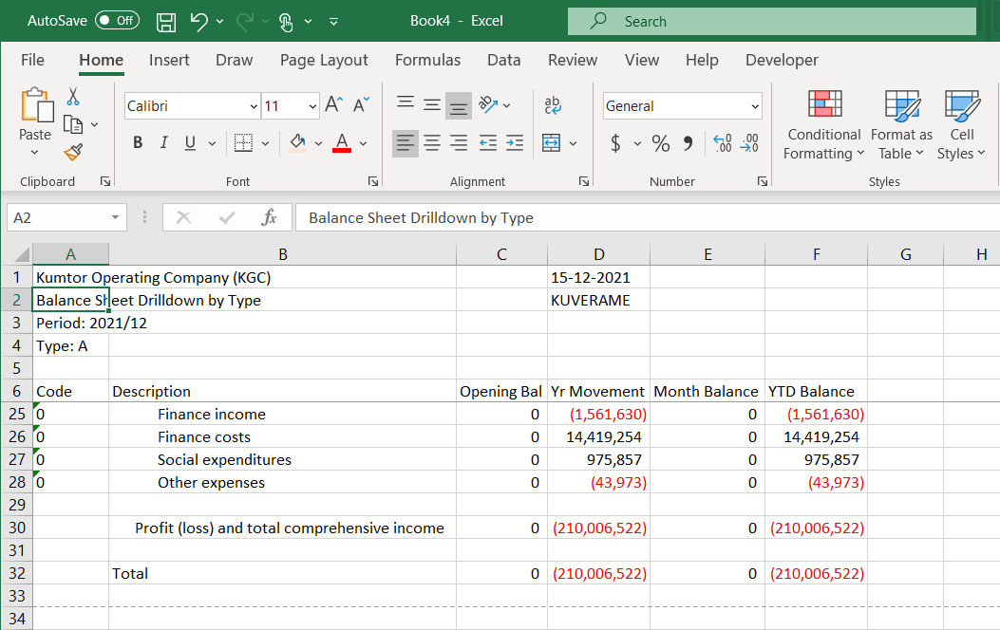 AutoSave Off Book4 - Excel Search
File Home Insert Draw Page Layout Formulas Data Review View Help Developer
Calibri 11 General
Paste B I U A $ % Conditional Formatting Format as Table Cell Styles
Clipboard Font Alignment Number Styles
A2 fx Balance Sheet Drilldown by Type
A B C D E F G H
1 Kumtor Operating Company (KGC) 15-12-2021
2 Balance Sheet Drilldown by Type KUVERAME
3 Period: 2021/12
4 Type: A
5
6 Code Description Opening Bal Yr Movement Month Balance YTD Balance
25 0 Finance income 0 (1,561,630) 0 (1,561,630)
26 0 Finance costs 0 14,419,254 0 14,419,254
27 0 Social expenditures 0 975,857 0 975,857
28 0 Other expenses 0 (43,973) 0 (43,973)
29
30 Profit (loss) and total comprehensive income 0 (210,006,522) 0 (210,006,522)
31
32 Total 0 (210,006,522) 0 (210,006,522)
33
34